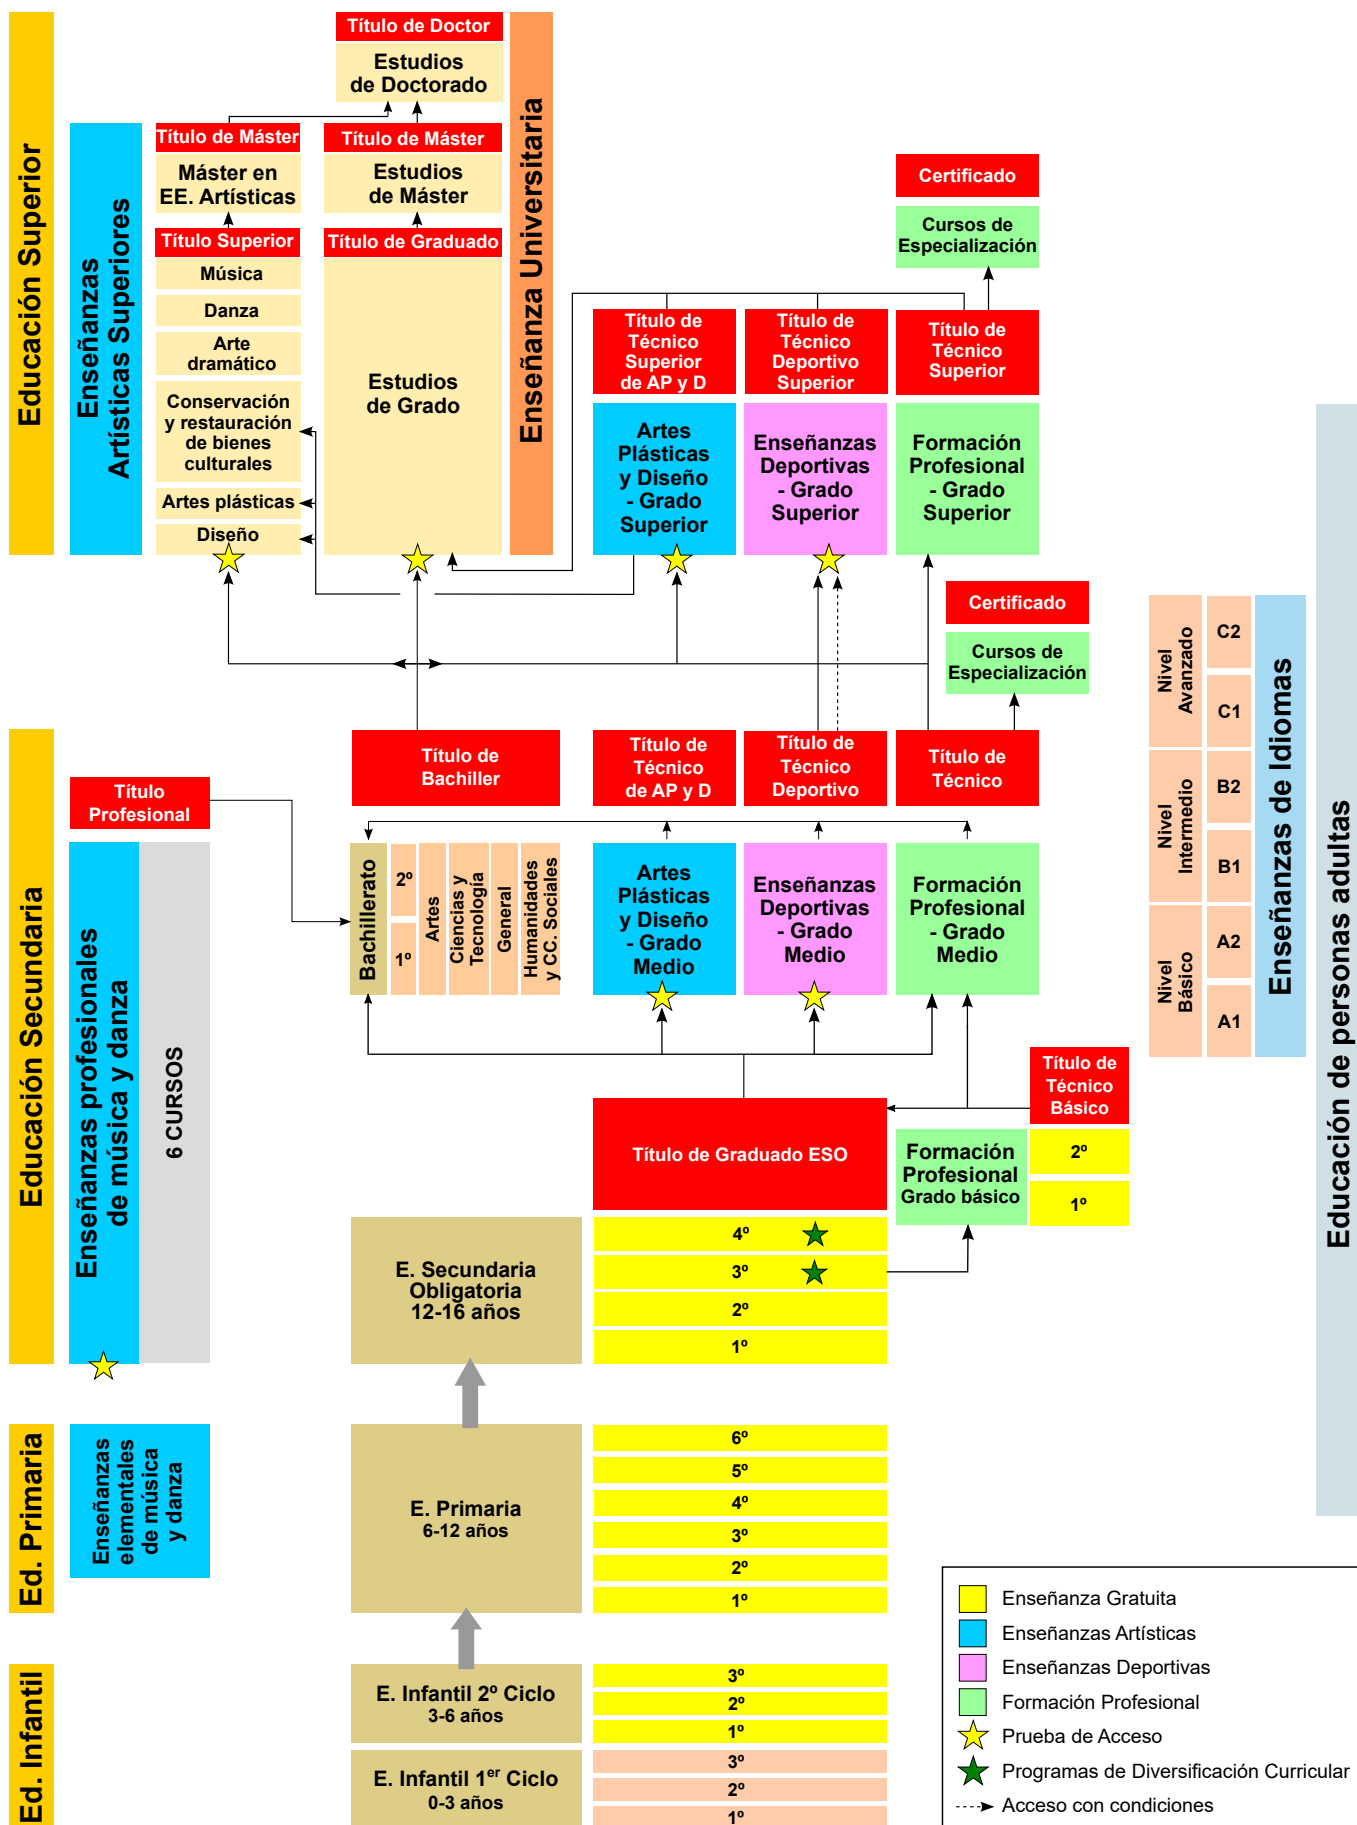 Educación Superior
Enseñanzas
Artísticas Superiores
Título de Doctor
Estudios
de Doctorado
Título de Máster
Máster en
EE. Artísticas
Título Superior
Música
Danza
Arte
dramático
Conservación
y restauración
de bienes
culturales
Artes plásticas
Diseño
Título de Máster
Estudios
de Máster
Título de Graduado
Estudios
de Grado
Enseñanza Universitaria
Certificado
Cursos de
Especialización
Título de
Técnico
Superior
de AP y D
Título de
Técnico
Deportivo
Superior
Título de
Técnico
Superior
Artes
Plásticas
y Diseño
- Grado
Superior
Enseñanzas
Deportivas
- Grado
Superior
Formación
Profesional
- Grado
Superior
Certificado
Cursos de
Especialización
Educación Secundaria
Título
Profesional
Enseñanzas profesionales
de música y danza
6 CURSOS
Título de
Bachiller
Título de
Técnico
de AP y D
Título de
Técnico
Deportivo
Título de
Técnico
Bachillerato
2º
1º
Artes
Ciencias y
Tecnología
General
Humanidades
y CC. Sociales
Artes
Plásticas
y Diseño
- Grado
Medio
Enseñanzas
Deportivas
- Grado
Medio
Formación
Profesional
- Grado
Medio
Título de
Técnico
Básico
Título de Graduado ESO
Formación
Profesional
Grado básico
2º
1º
E. Secundaria
Obligatoria
12-16 años
4º
3º
2º
1º
Nivel
Avanzado
C2
C1
Nivel
Intermedio
B2
B1
Nivel
Básico
A2
A1
Enseñanzas de Idiomas
Educación de personas adultas
Ed. Primaria
Enseñanzas
elementales
de música
y danza
E. Primaria
6-12 años
6º
5º
4º
3º
2º
1º
Ed. Infantil
E. Infantil 2º Ciclo
3-6 años
3º
2º
1º
E. Infantil 1er Ciclo
0-3 años
3º
2º
1º
Enseñanza Gratuita
Enseñanzas Artísticas
Enseñanzas Deportivas
Formación Profesional
Prueba de Acceso
Programas de Diversificación Curricular
Acceso con condiciones